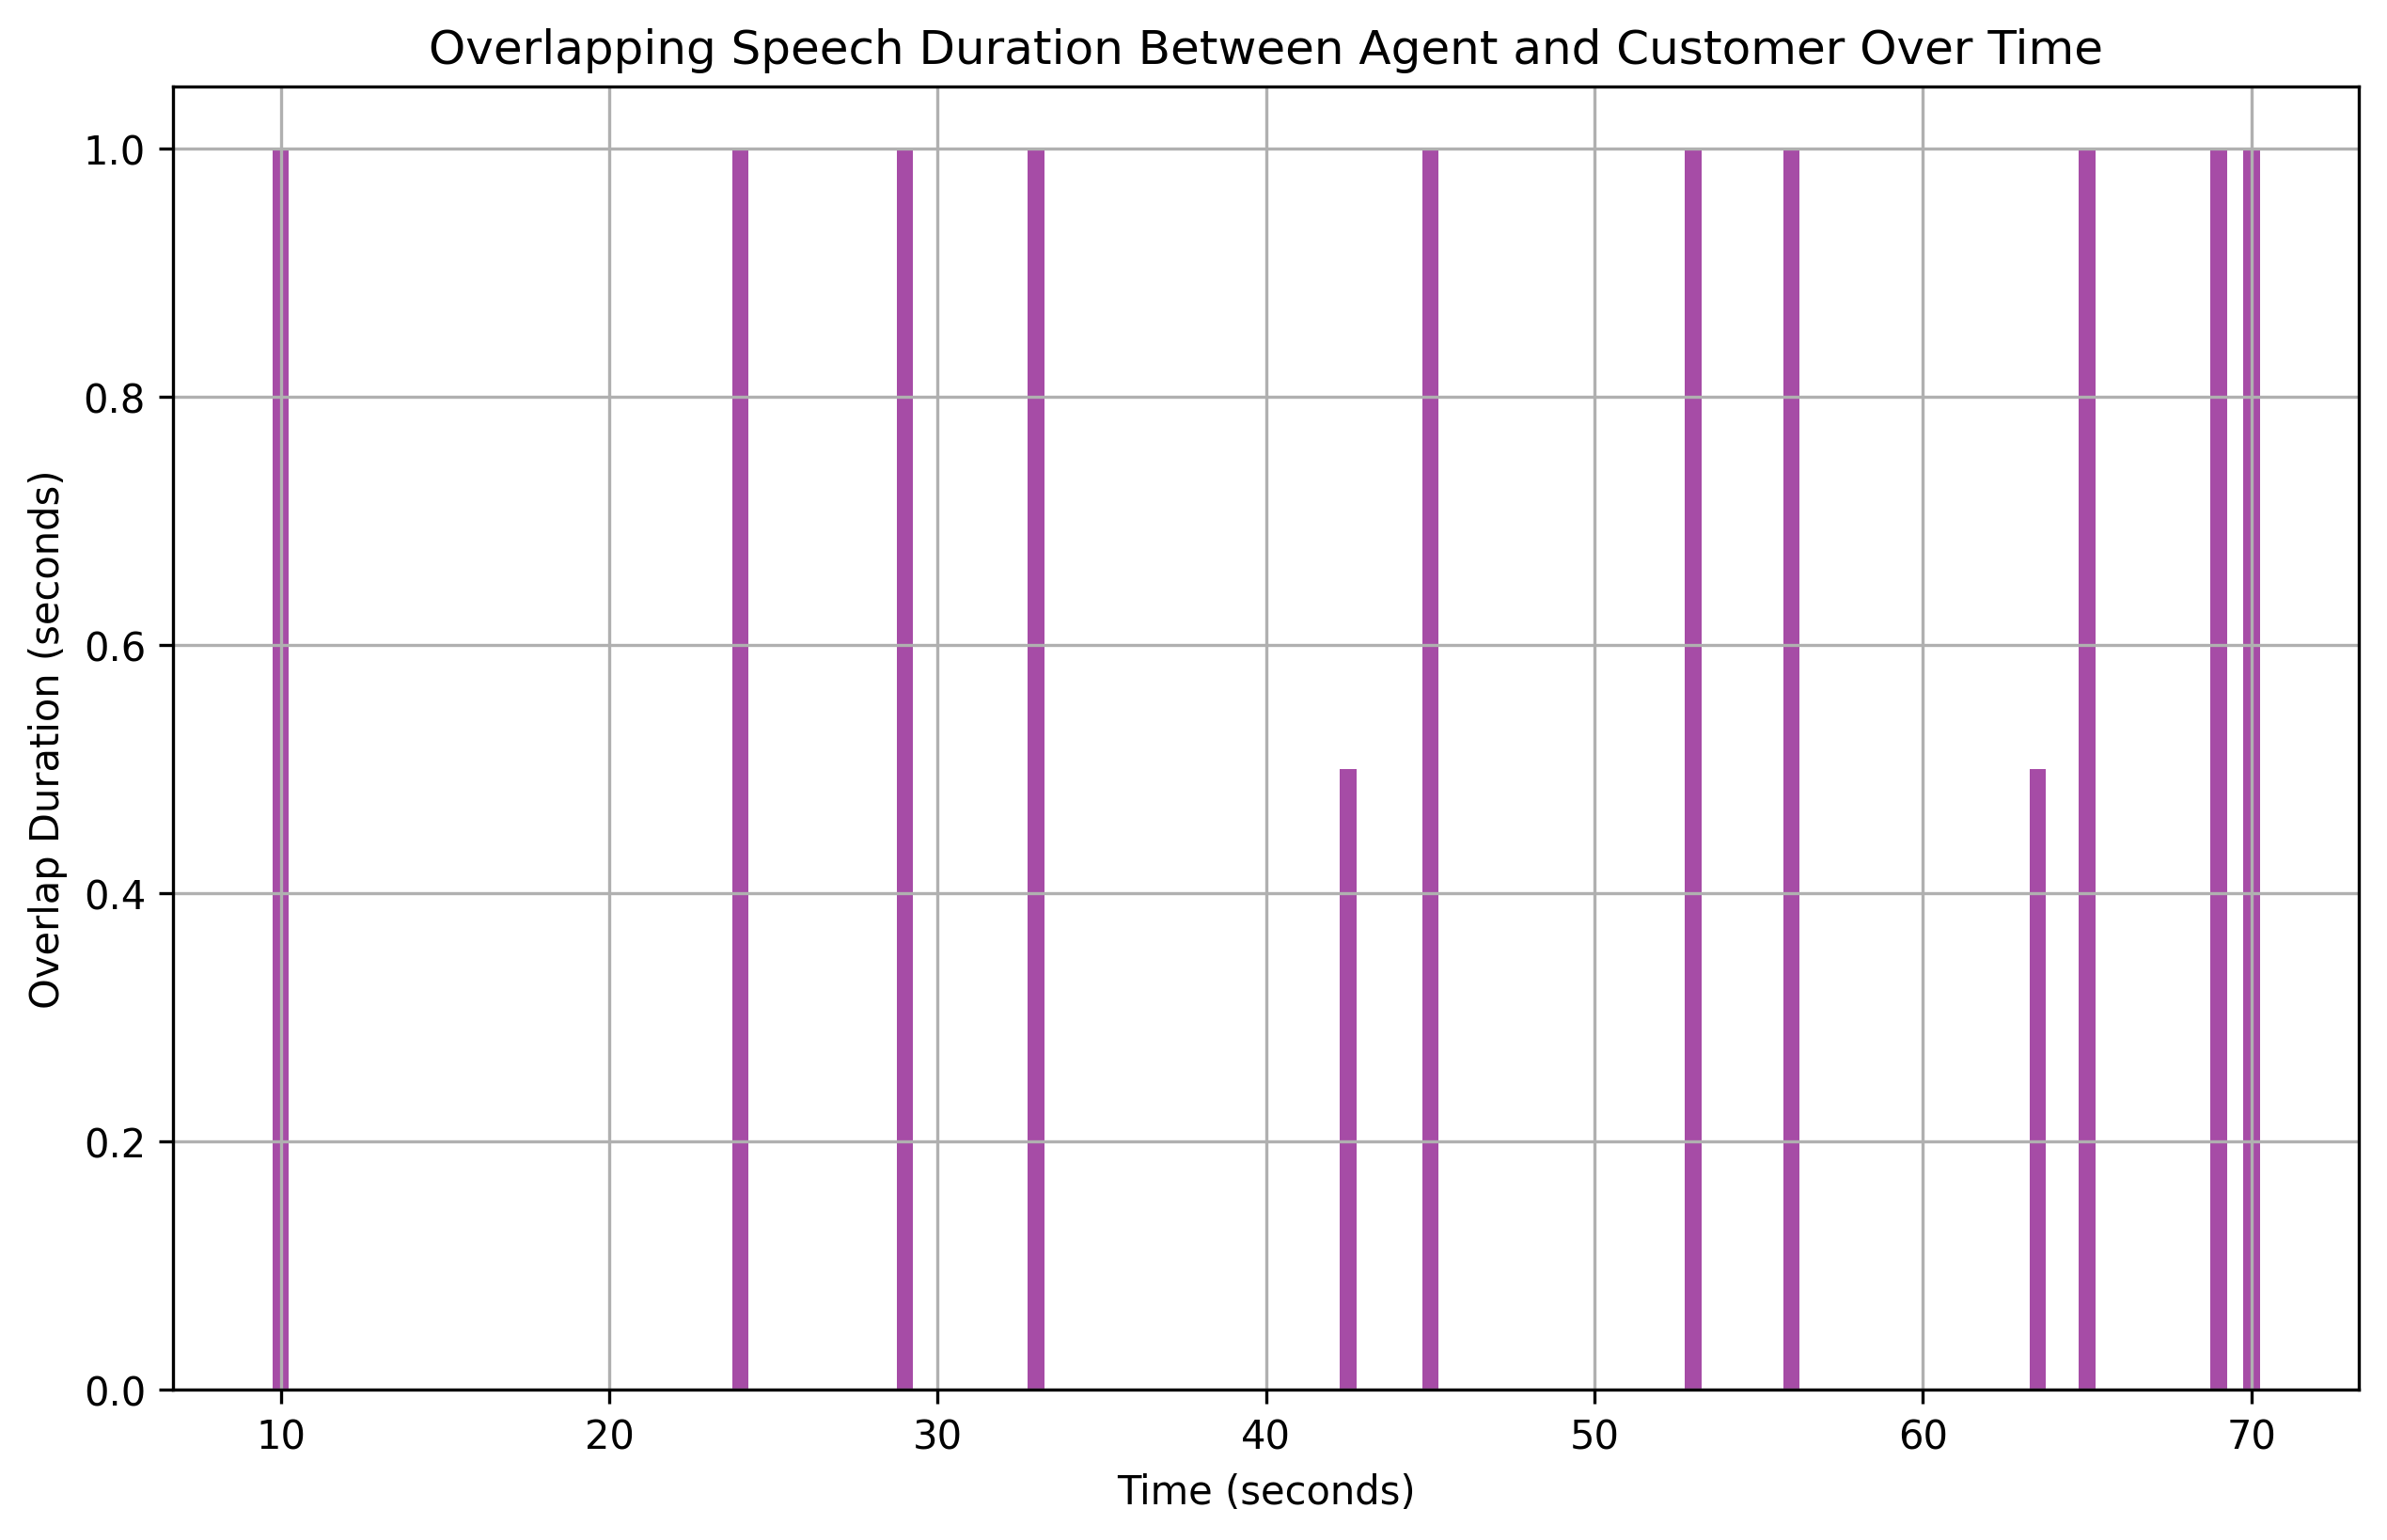 Overlapping Speech Duration Between Agent and Customer Over Time
Overlap Duration (seconds)
1.0
0.8
0.6
0.4
0.2
0.0
10 20 30 40 50 60 70
Time (seconds)